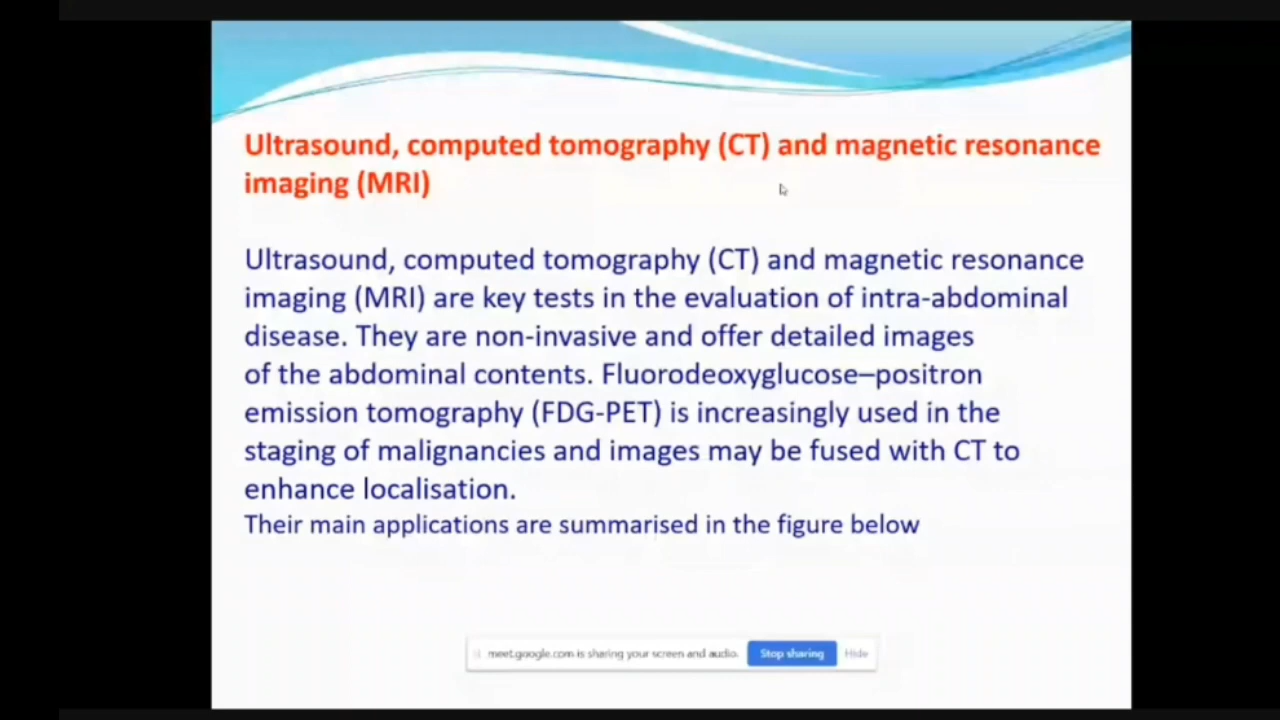 Ultrasound, computed tomography (CT) and magnetic resonance
imaging (MRI)
Ultrasound, computed tomography (CT) and magnetic resonance
imaging (MRI) are key tests in the evaluation of intra-abdominal
disease. They are non-invasive and offer detailed images
of the abdominal contents. Fluorodeoxyglucose–positron
emission tomography (FDG-PET) is increasingly used in the
staging of malignancies and images may be fused with CT to
enhance localisation.
Their main applications are summarised in the figure below
meet.google.com is sharing your screen and audio. Stop sharing Hide